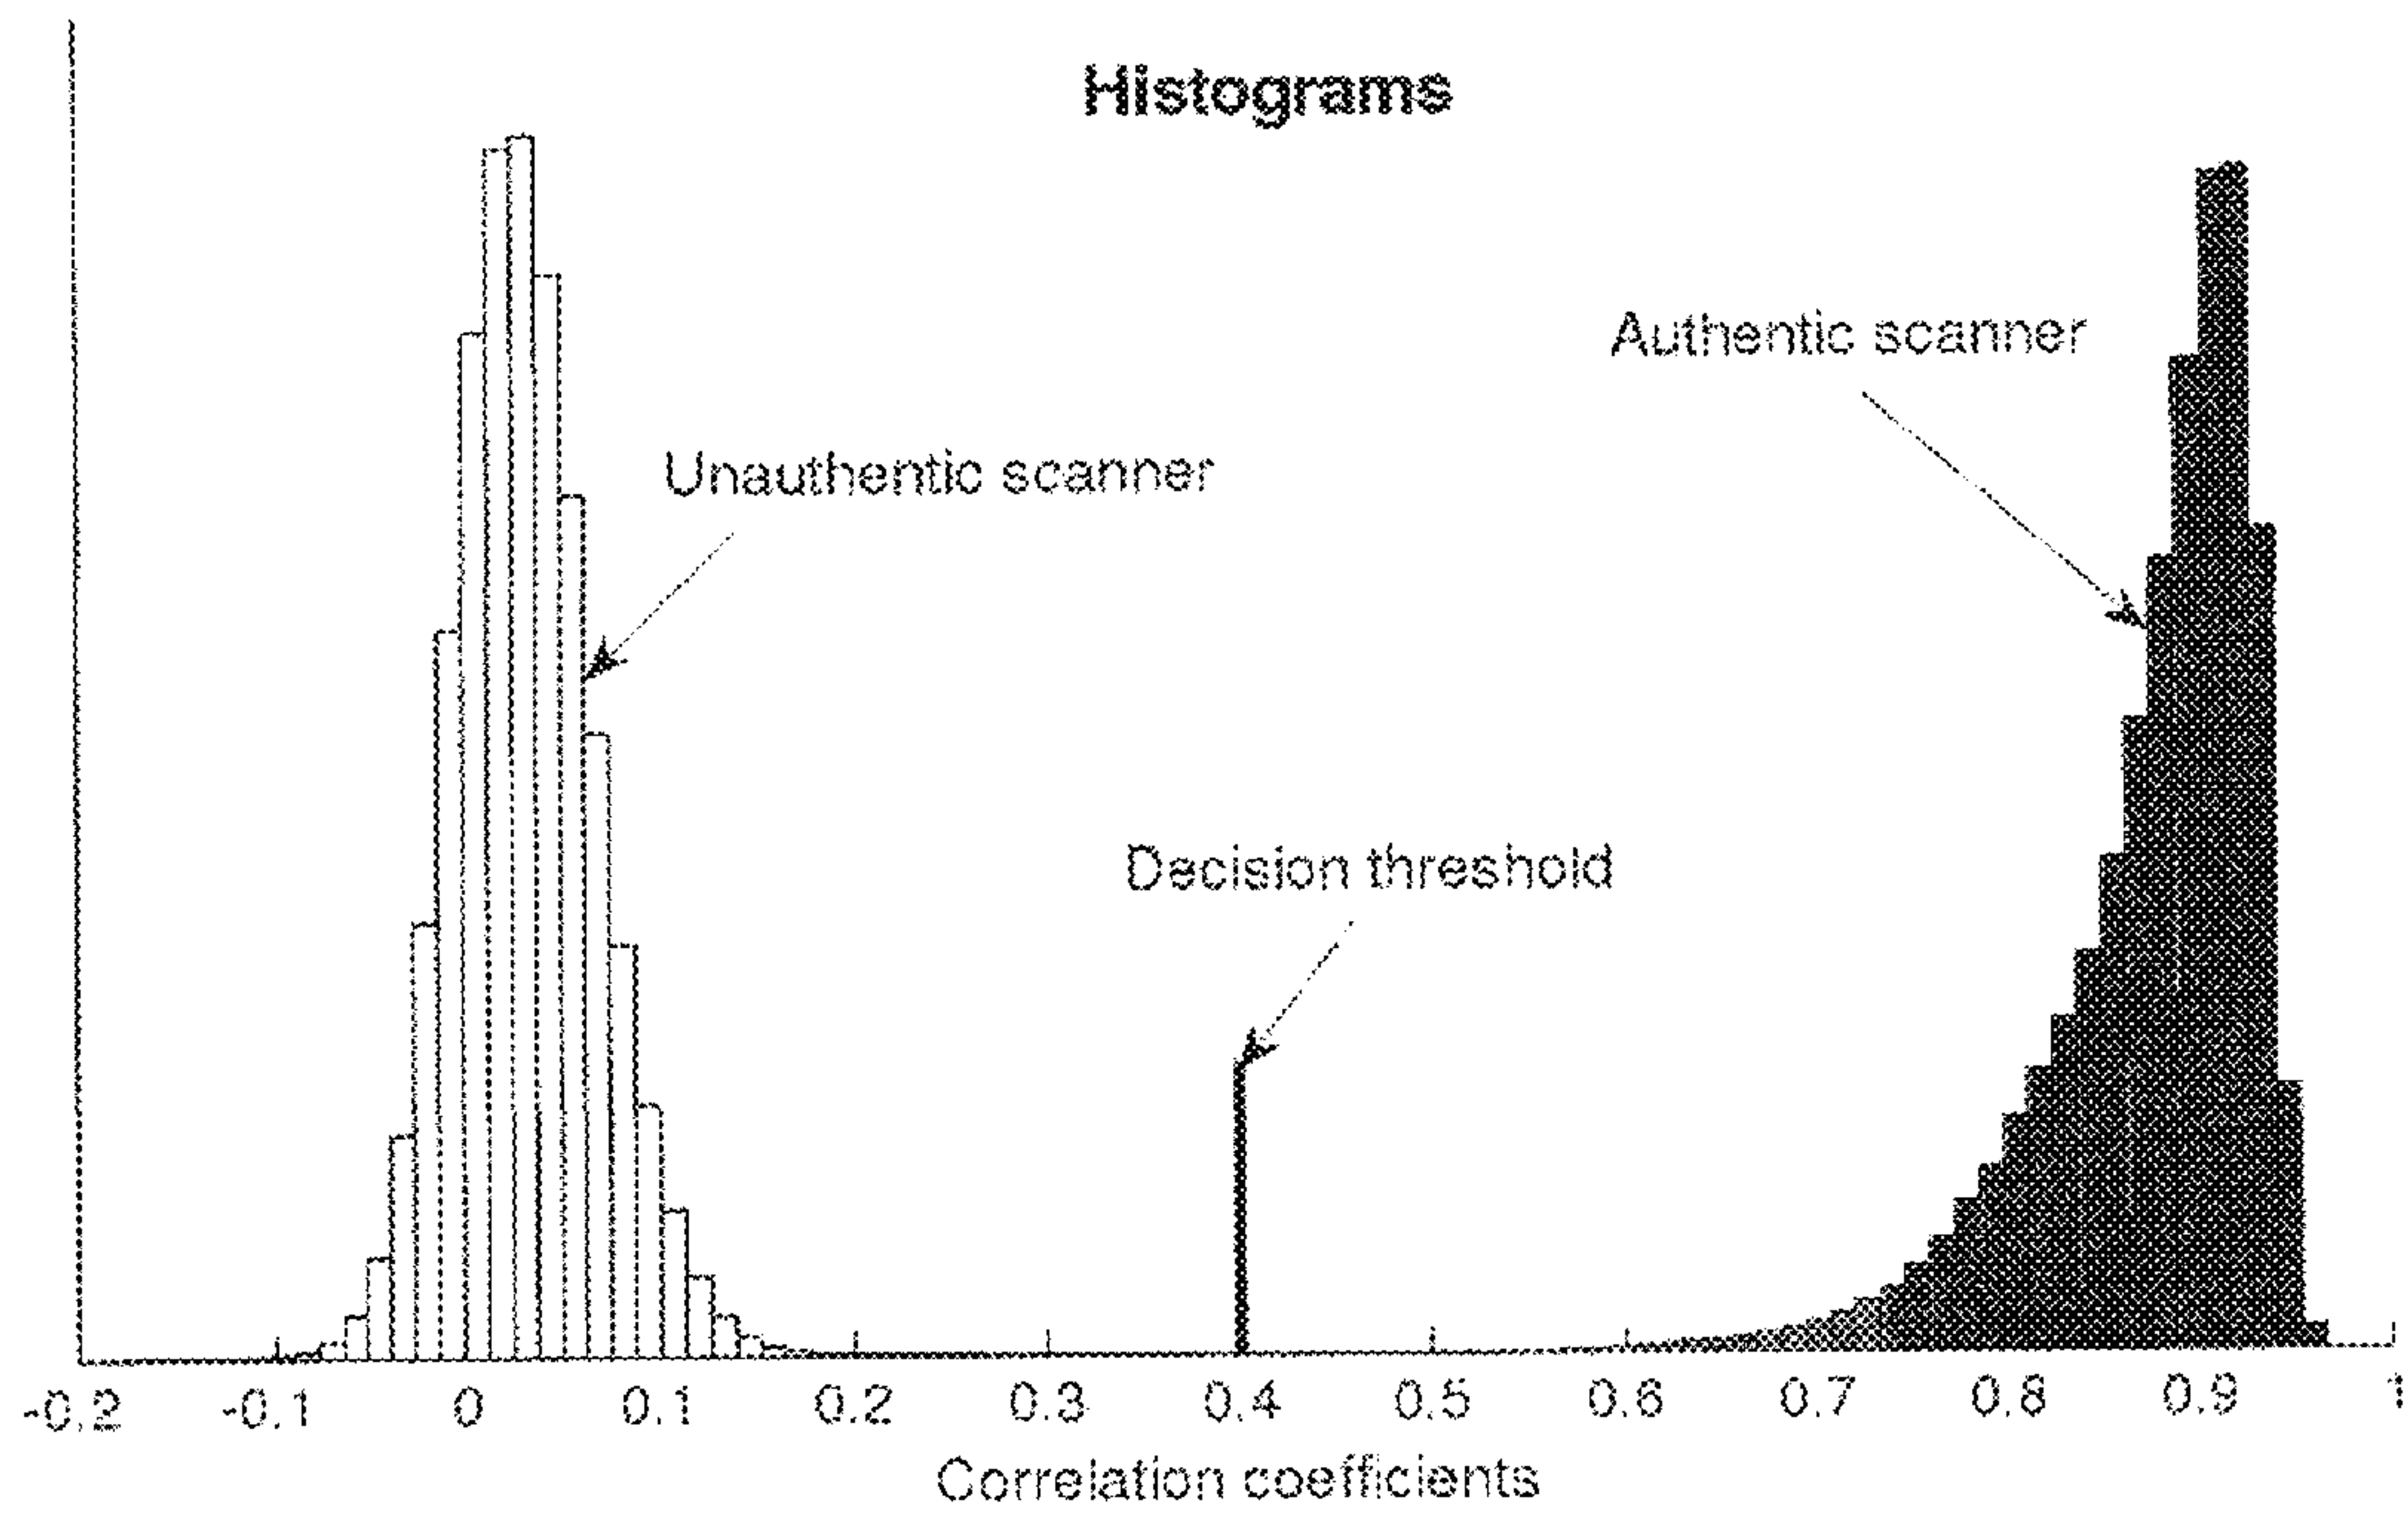 Histograms
Authentic scanner
Unauthentic scanner
Decision threshold
-0.2 -0.1 0 0.1 0.2 0.3 0.4 0.5 0.6 0.7 0.8 0.9 1
Correlation coefficients